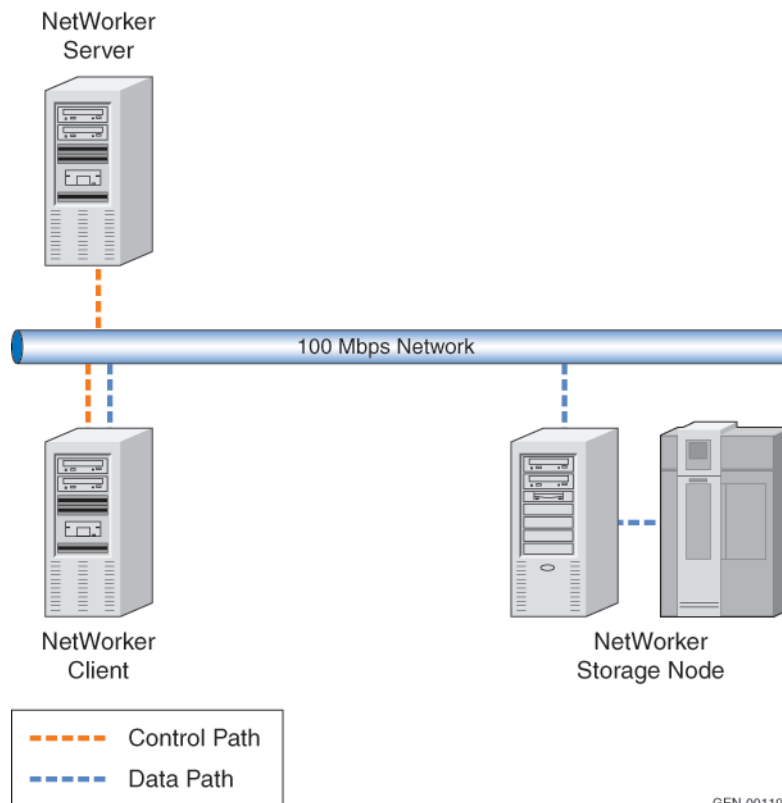 NetWorker
Server
100 Mbps Network
NetWorker
Client
NetWorker
Storage Node
Control Path
Data Path